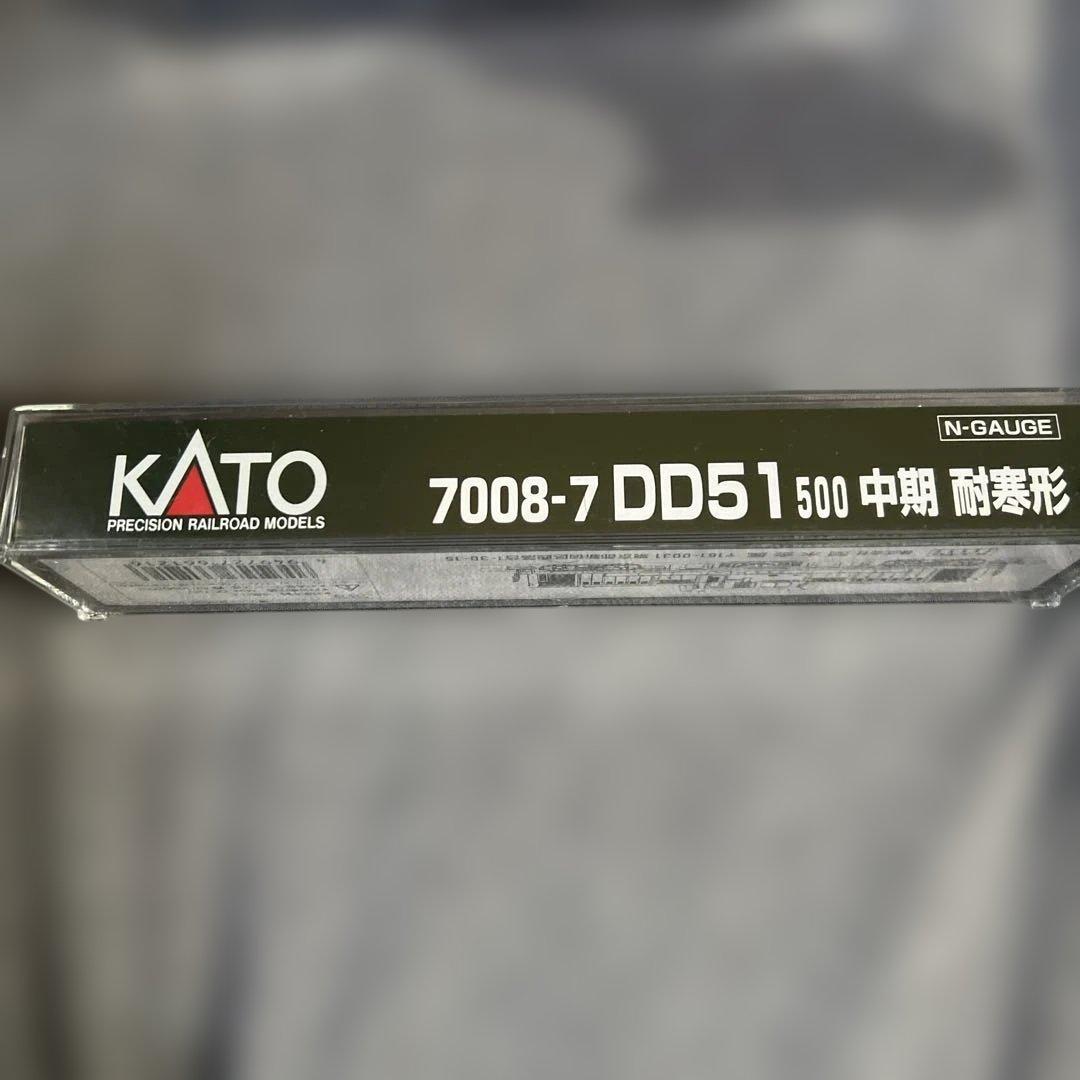 N-GAUGE
KATO
PRECISION RAILROAD MODELS
7008-7 DD51 500 中期 耐寒形